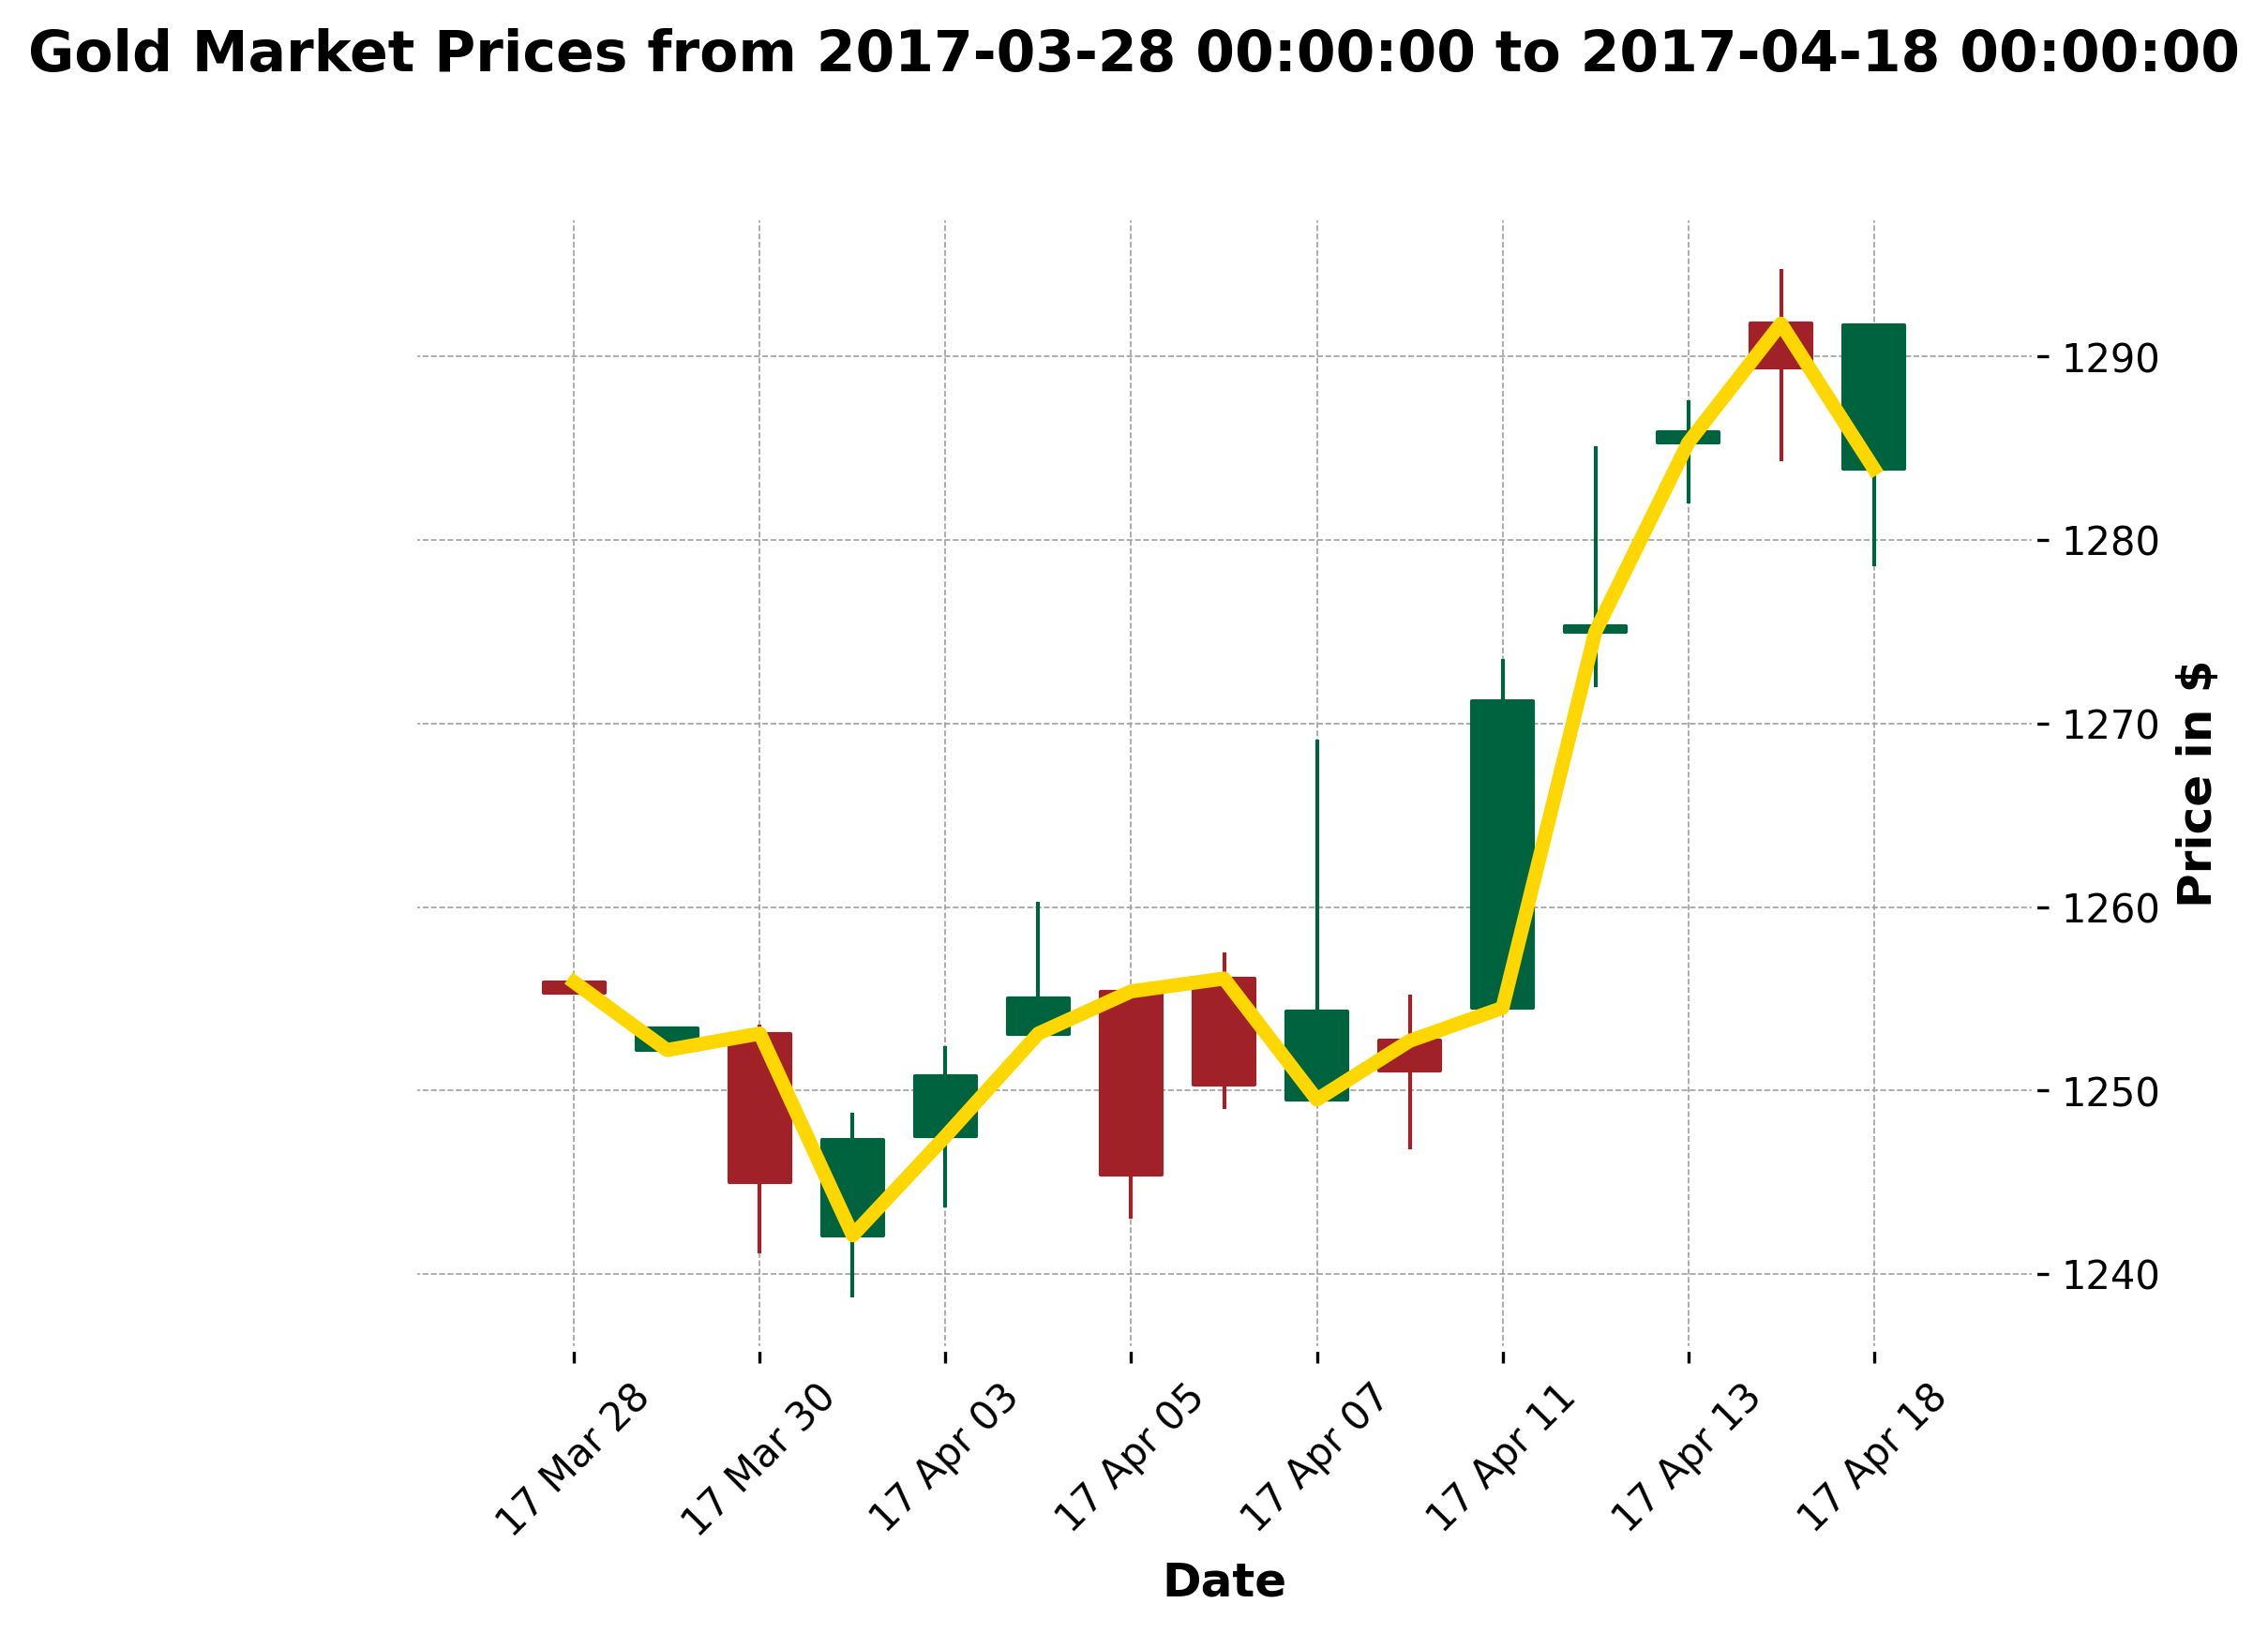 Gold Market Prices from 2017-03-28 00:00:00 to 2017-04-18 00:00:00
1290
1280
1270
1260
1250
1240
Price in $
17 Mar 28
17 Mar 30
17 Apr 03
17 Apr 05
17 Apr 07
17 Apr 11
17 Apr 13
17 Apr 18
Date